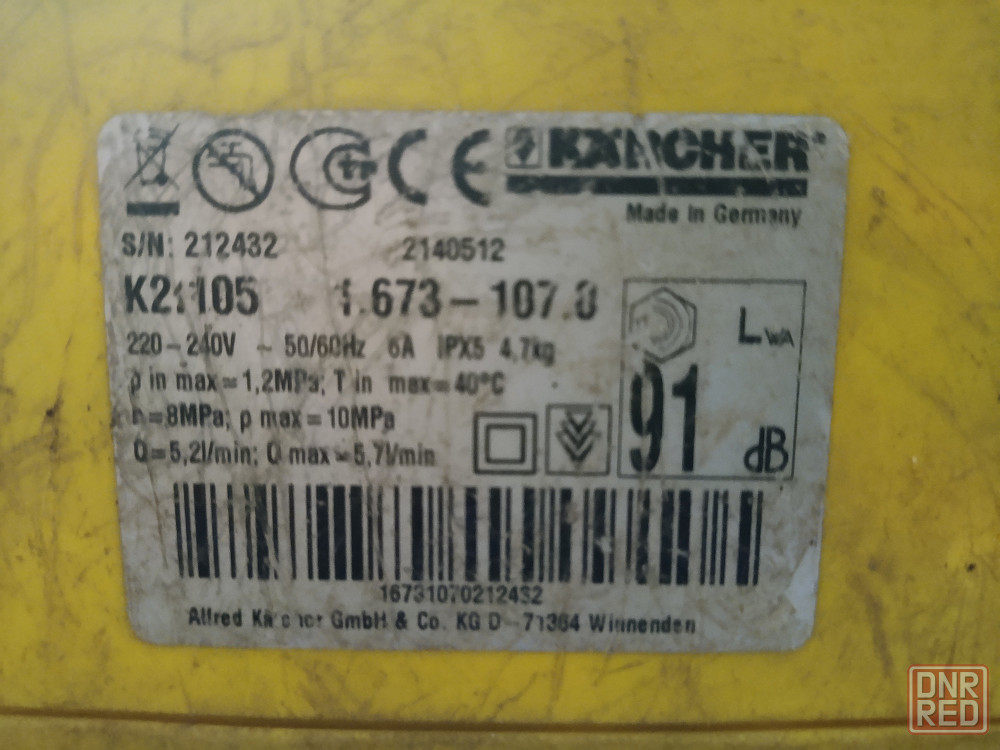 KÄRCHER
Made in Germany
S/N: 212432 2140512
K2.105 1.673-107.0
220-240V ~ 50/60Hz 6A IPX5 4,7kg
p in max=1,2MPa; T in max=40°C
p=8MPa; p max=10MPa
Q=5,2l/min; Q max=5,7l/min
LWA
91
dB
16731070212432
Alfred Kärcher GmbH & Co. KG D-71364 Winnenden
DNR
RED